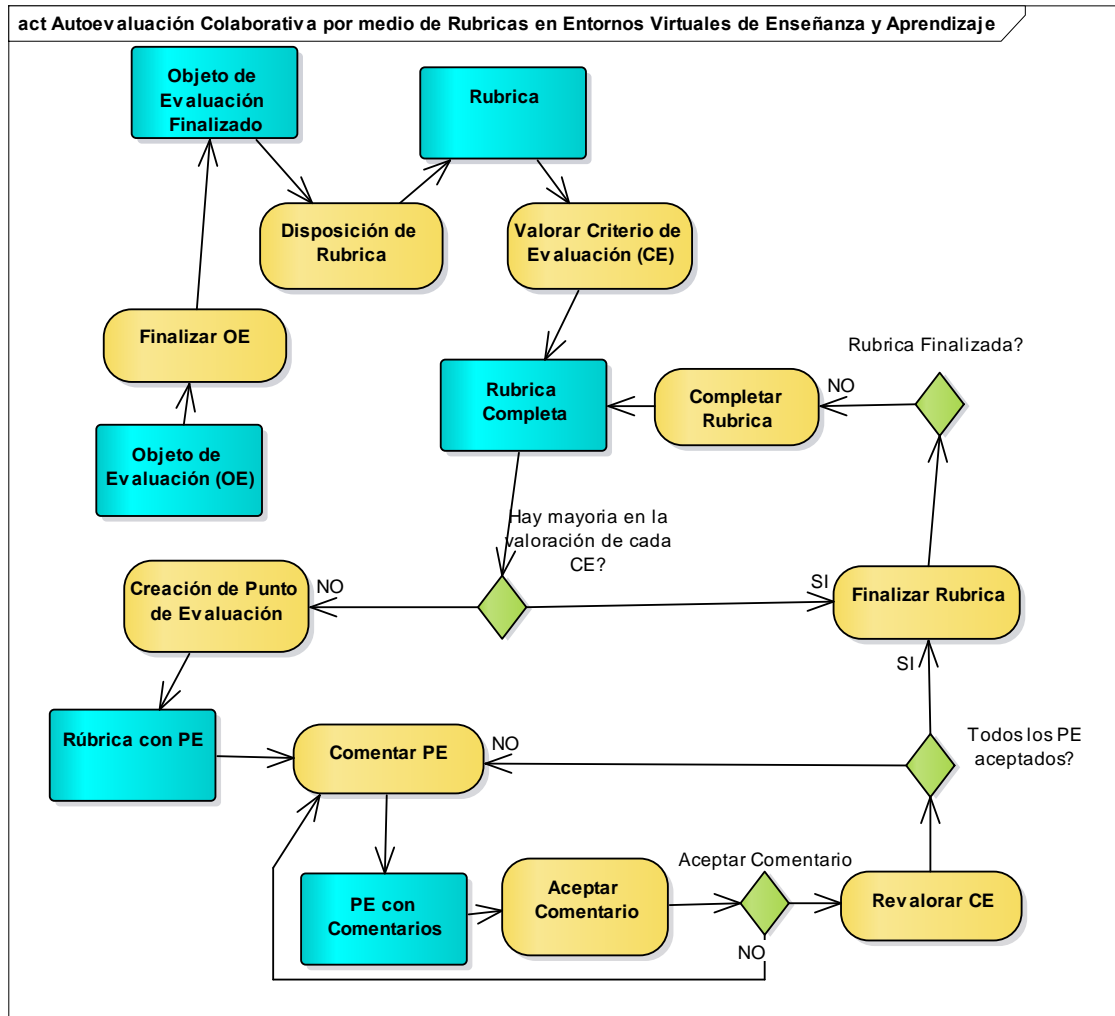 act Autoevaluación Colaborativa por medio de Rubricas en Entornos Virtuales de Enseñanza y Aprendizaje
Objeto de
Evaluación
Finalizado
Rubrica
Disposición de
Rubrica
Valorar Criterio de
Evaluación (CE)
Finalizar OE
Rubrica Finalizada?
Rubrica
Completa
Completar
Rubrica
NO
Objeto de
Evaluación (OE)
Hay mayoria en la
valoración de cada
CE?
Creación de Punto
de Evaluación
NO
SI
Finalizar Rubrica
SI
Rúbrica con PE
Comentar PE
NO
Todos los PE
aceptados?
Aceptar Comentario
PE con
Comentarios
Aceptar
Comentario
Revalorar CE
NO